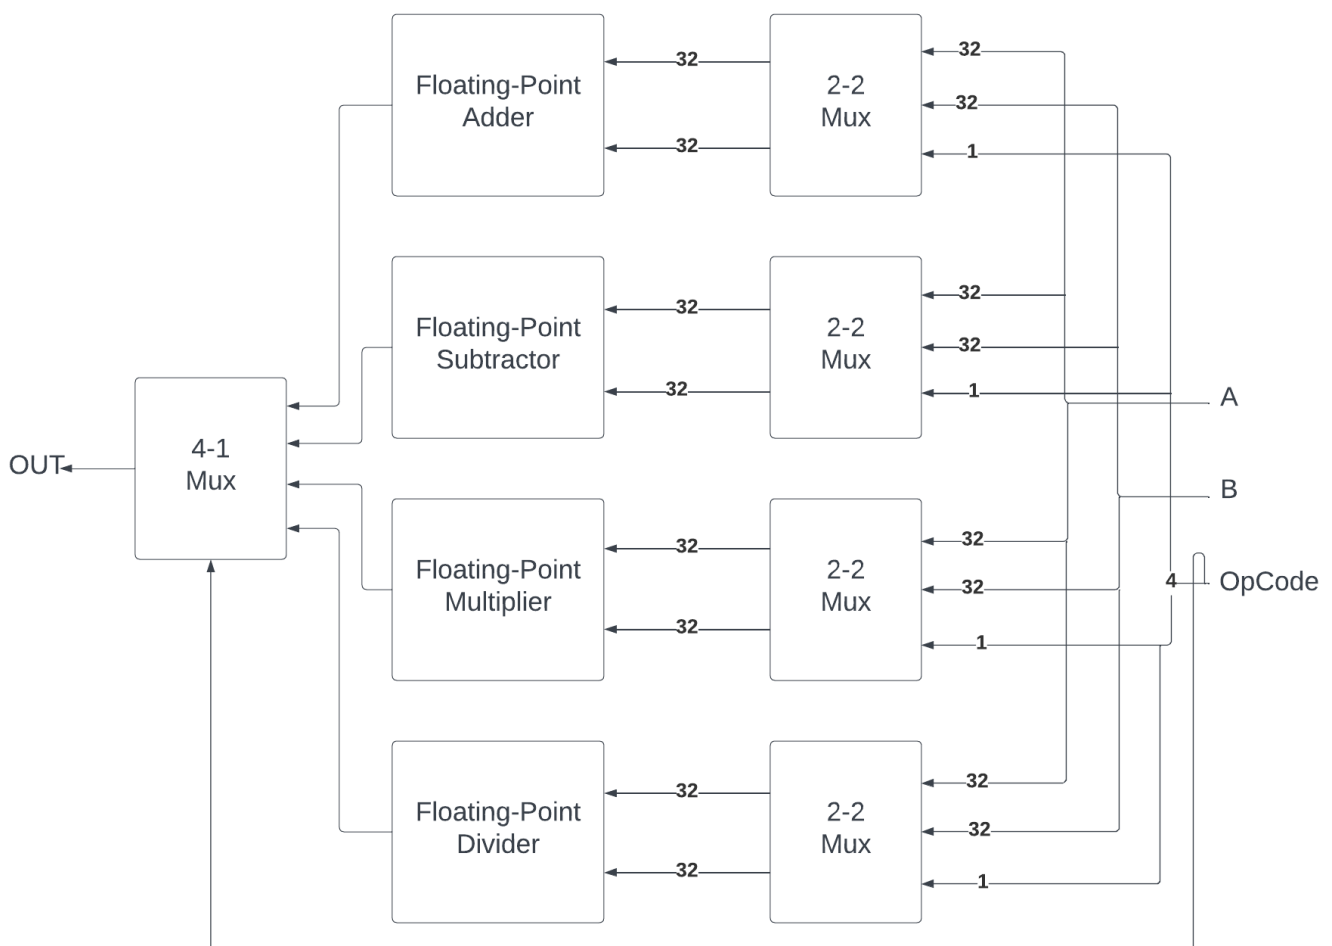 32
Floating-Point
Adder
32
2-2
Mux
32
32
1
32
Floating-Point
Subtractor
32
2-2
Mux
32
32
32
1
A
4-1
Mux
OUT
B
Floating-Point
Multiplier
32
32
2-2
Mux
32
32
1
4
OpCode
Floating-Point
Divider
32
32
2-2
Mux
32
32
1